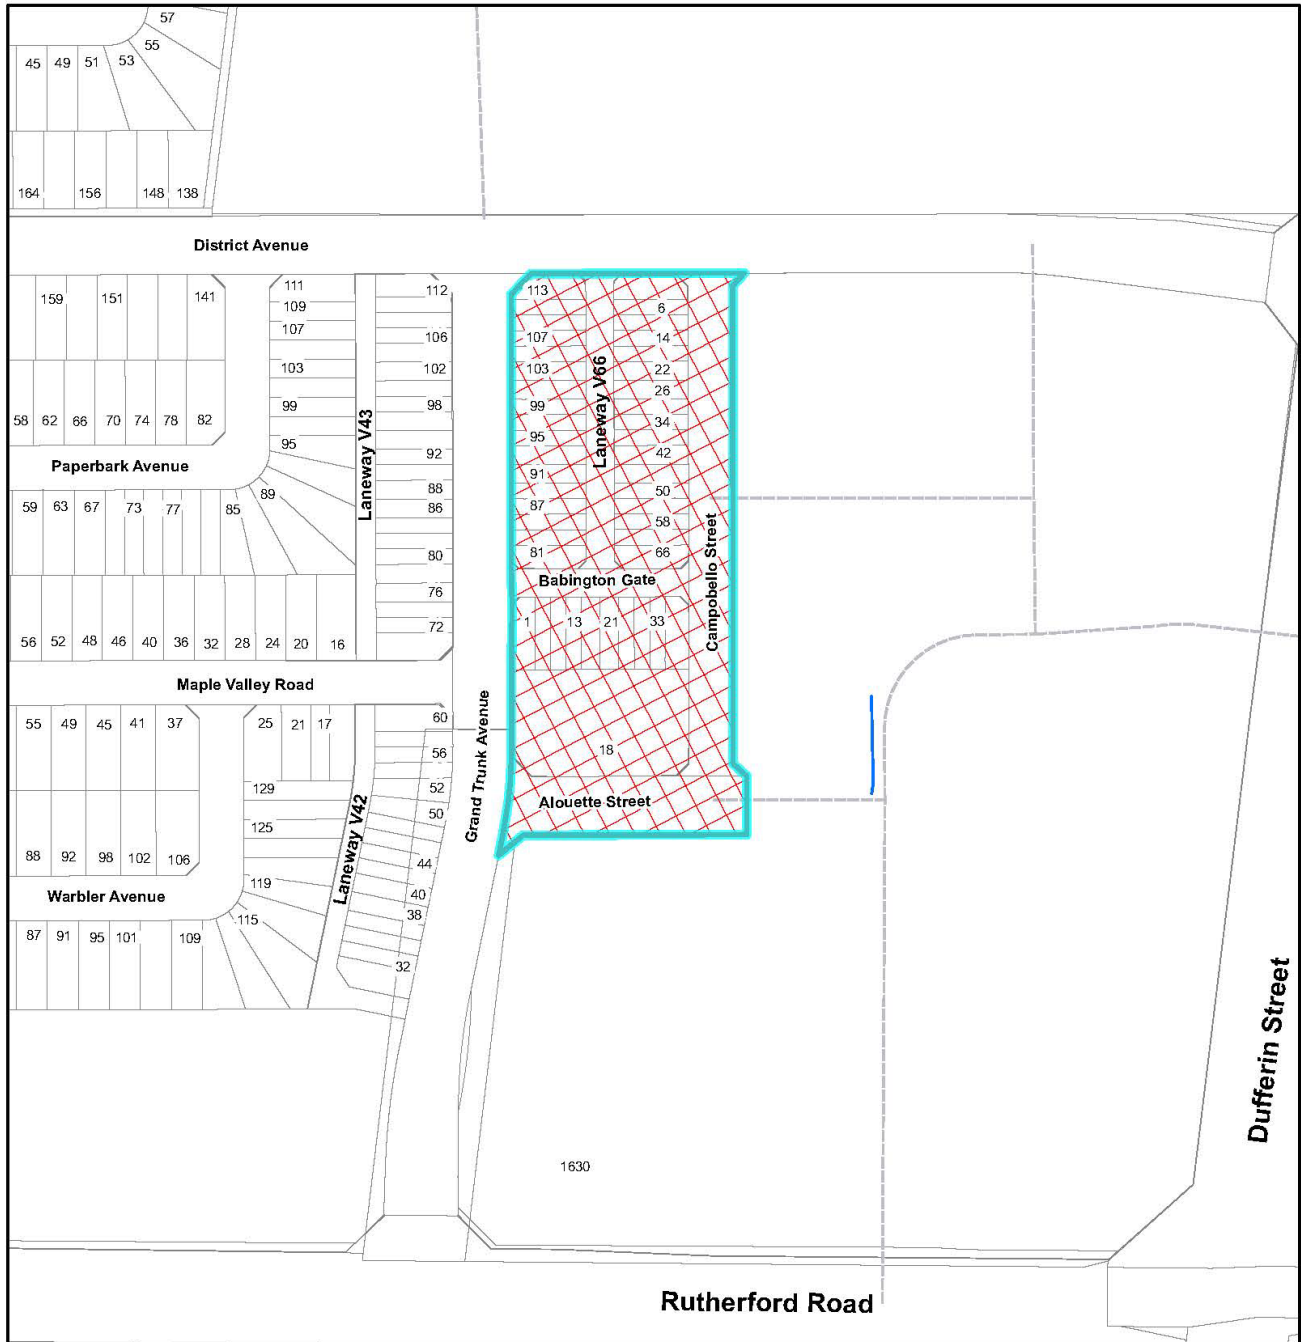 57
55
45 49 51 53
164 156 148 138
District Avenue
159 151 141
111
109
107
103
99
95
112
106
102
98
92
88
86
80
76
72
Laneway V43
58 62 66 70 74 78 82
Paperbark Avenue
59 63 67 73 77 85 89
56 52 48 46 40 36 32 28 24 20 16
Maple Valley Road
113
107
103
99
95
91
87
81
Laneway V66
6
14
22
26
34
42
50
58
66
Babington Gate
1 13 21 33
Campobello Street
18
Alouette Street
Grand Trunk Avenue
55 49 45 41 37
25 21 17
60
56
52
50
44
40
38
32
129
125
119
115
Laneway V42
88 92 98 102 106
Warbler Avenue
87 91 95 101 109
1630
Dufferin Street
Rutherford Road